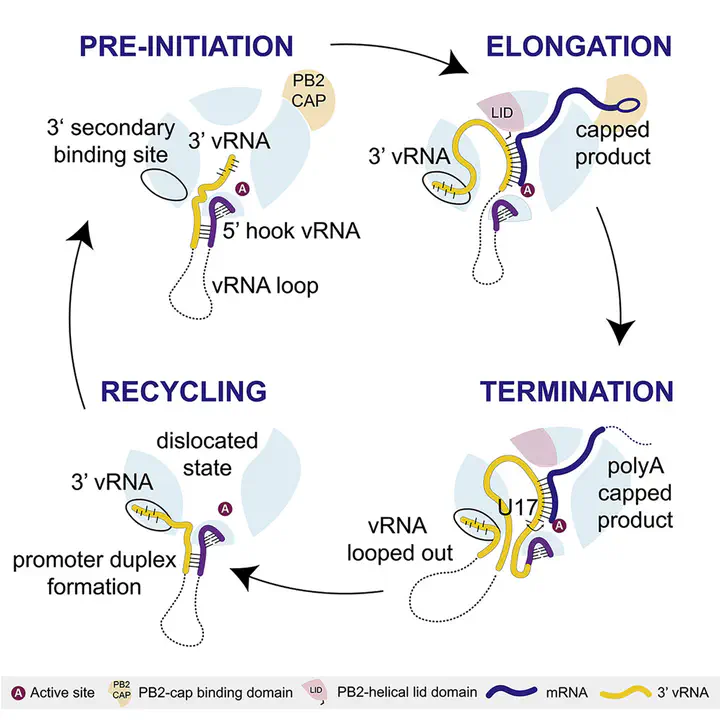 PRE-INITIATION
PB2
CAP
3‘ secondary
binding site
3’ vRNA
A
5’ hook vRNA
vRNA loop
ELONGATION
LID
3’ vRNA
capped
product
A
RECYCLING
dislocated
state
3’ vRNA
A
promoter duplex
formation
TERMINATION
U17
polyA
capped
product
vRNA
looped out
A
A Active site
PB2
CAP
PB2-cap binding domain
LID
PB2-helical lid domain
mRNA
3’ vRNA